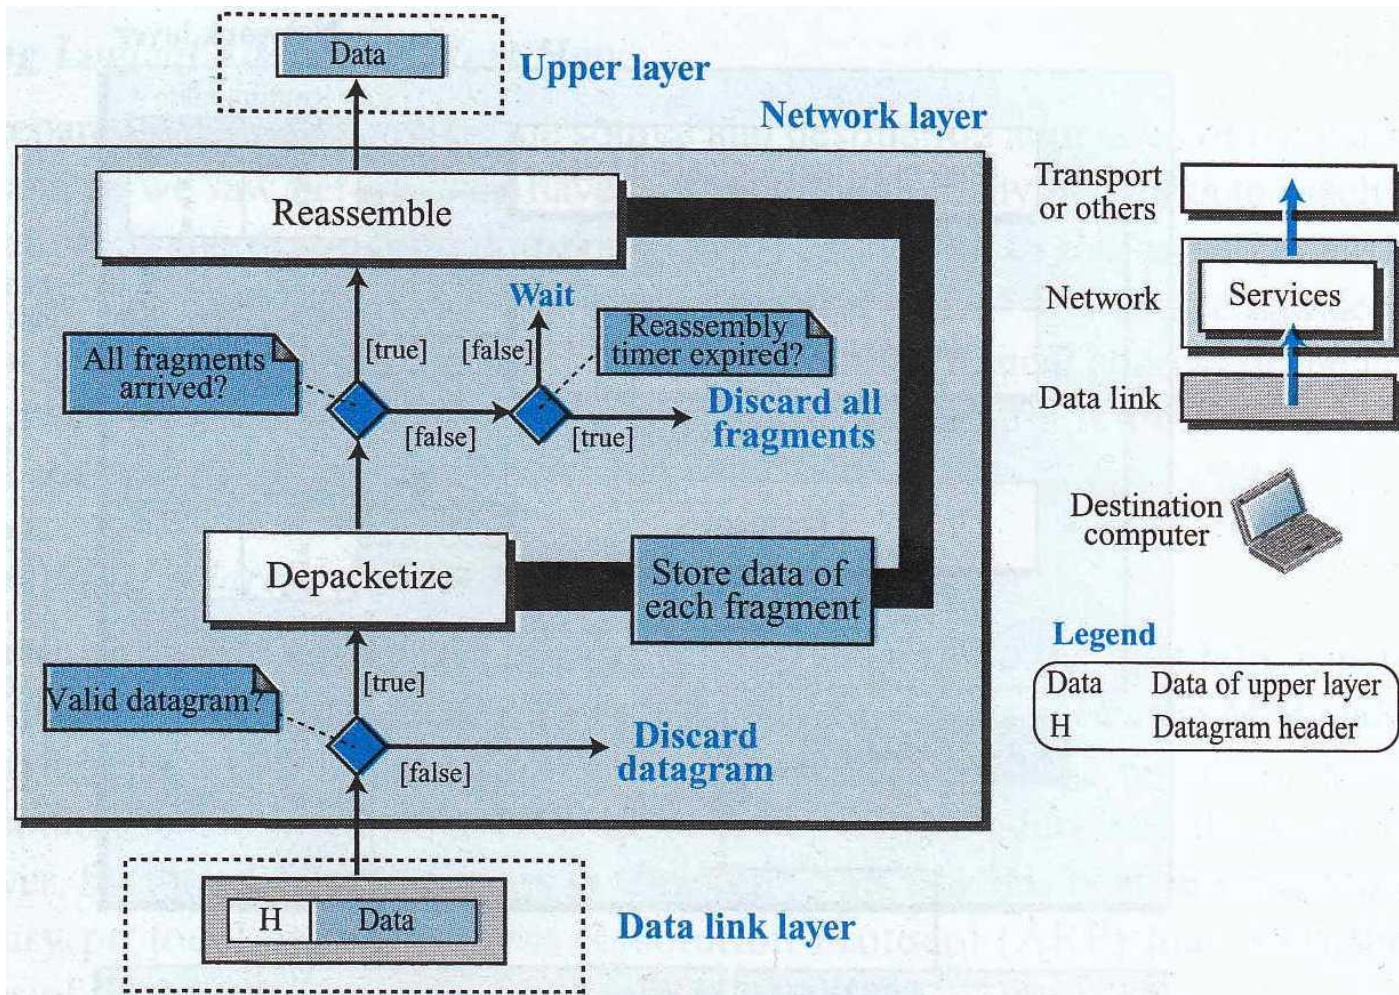 Data
Upper layer
Network layer
Reassemble
Wait
Reassembly
timer expired?
All fragments
arrived?
[true]
[false]
[false]
[true]
Discard all
fragments
Depacketize
Store data of
each fragment
Valid datagram?
[true]
[false]
Discard
datagram
H
Data
Data link layer
Transport
or others
Network
Services
Data link
Destination
computer
Legend
Data Data of upper layer
H Datagram header